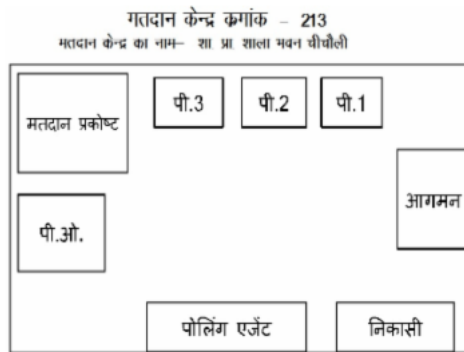 मतदान केन्द्र क्रमांक - 213
मतदान केन्द्र का नाम- शा. प्रा. शाला भवन चीचौली
मतदान प्रकोष्ट
पी.3
पी.2
पी.1
आगमन
पी.ओ.
पोलिंग एजेंट
निकासी